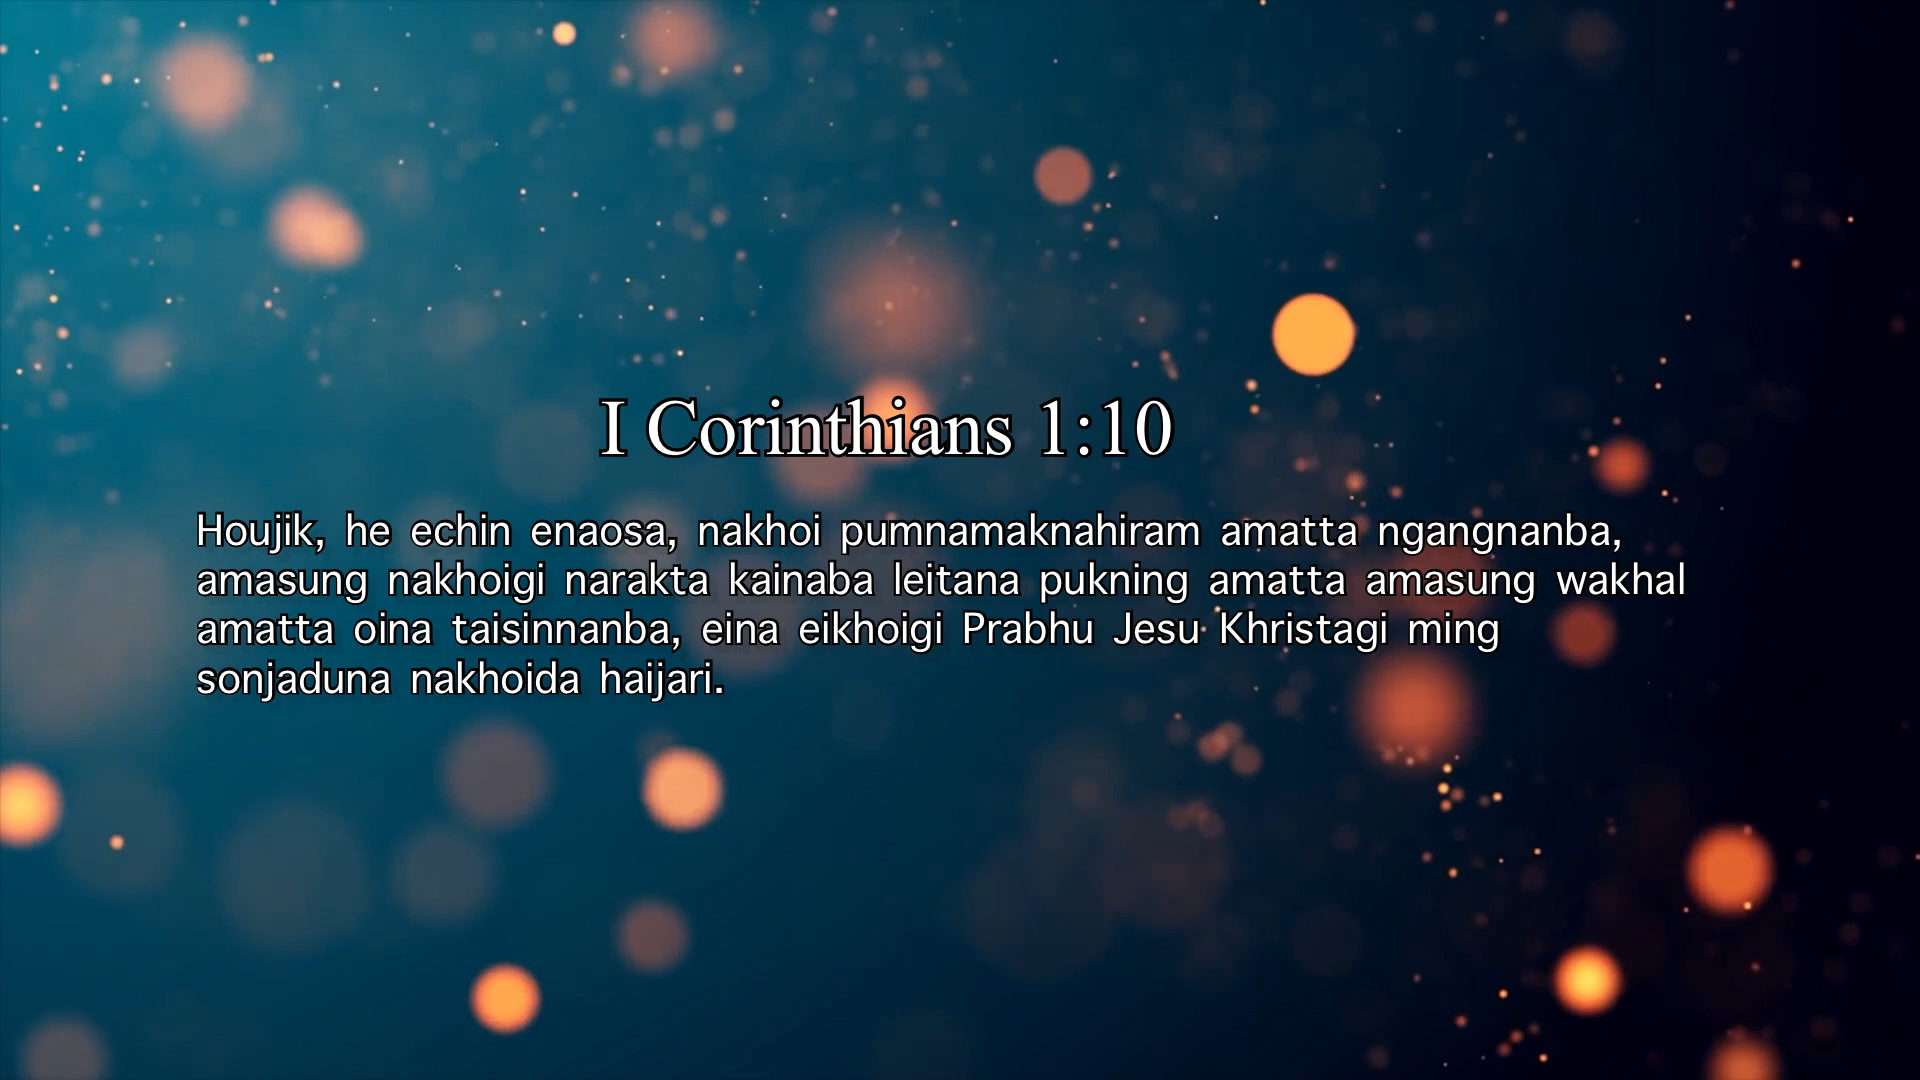 I Corinthians 1:10
Houjik, he echin enaosa, nakhoi pumnamaknahiram amatta ngangnanba,
amasung nakhoigi narakta kainaba leitana pukning amatta amasung wakhal
amatta oina taisinnanba, eina eikhoigi Prabhu Jesu Khristagi ming
sonjaduna nakhoida haijari.